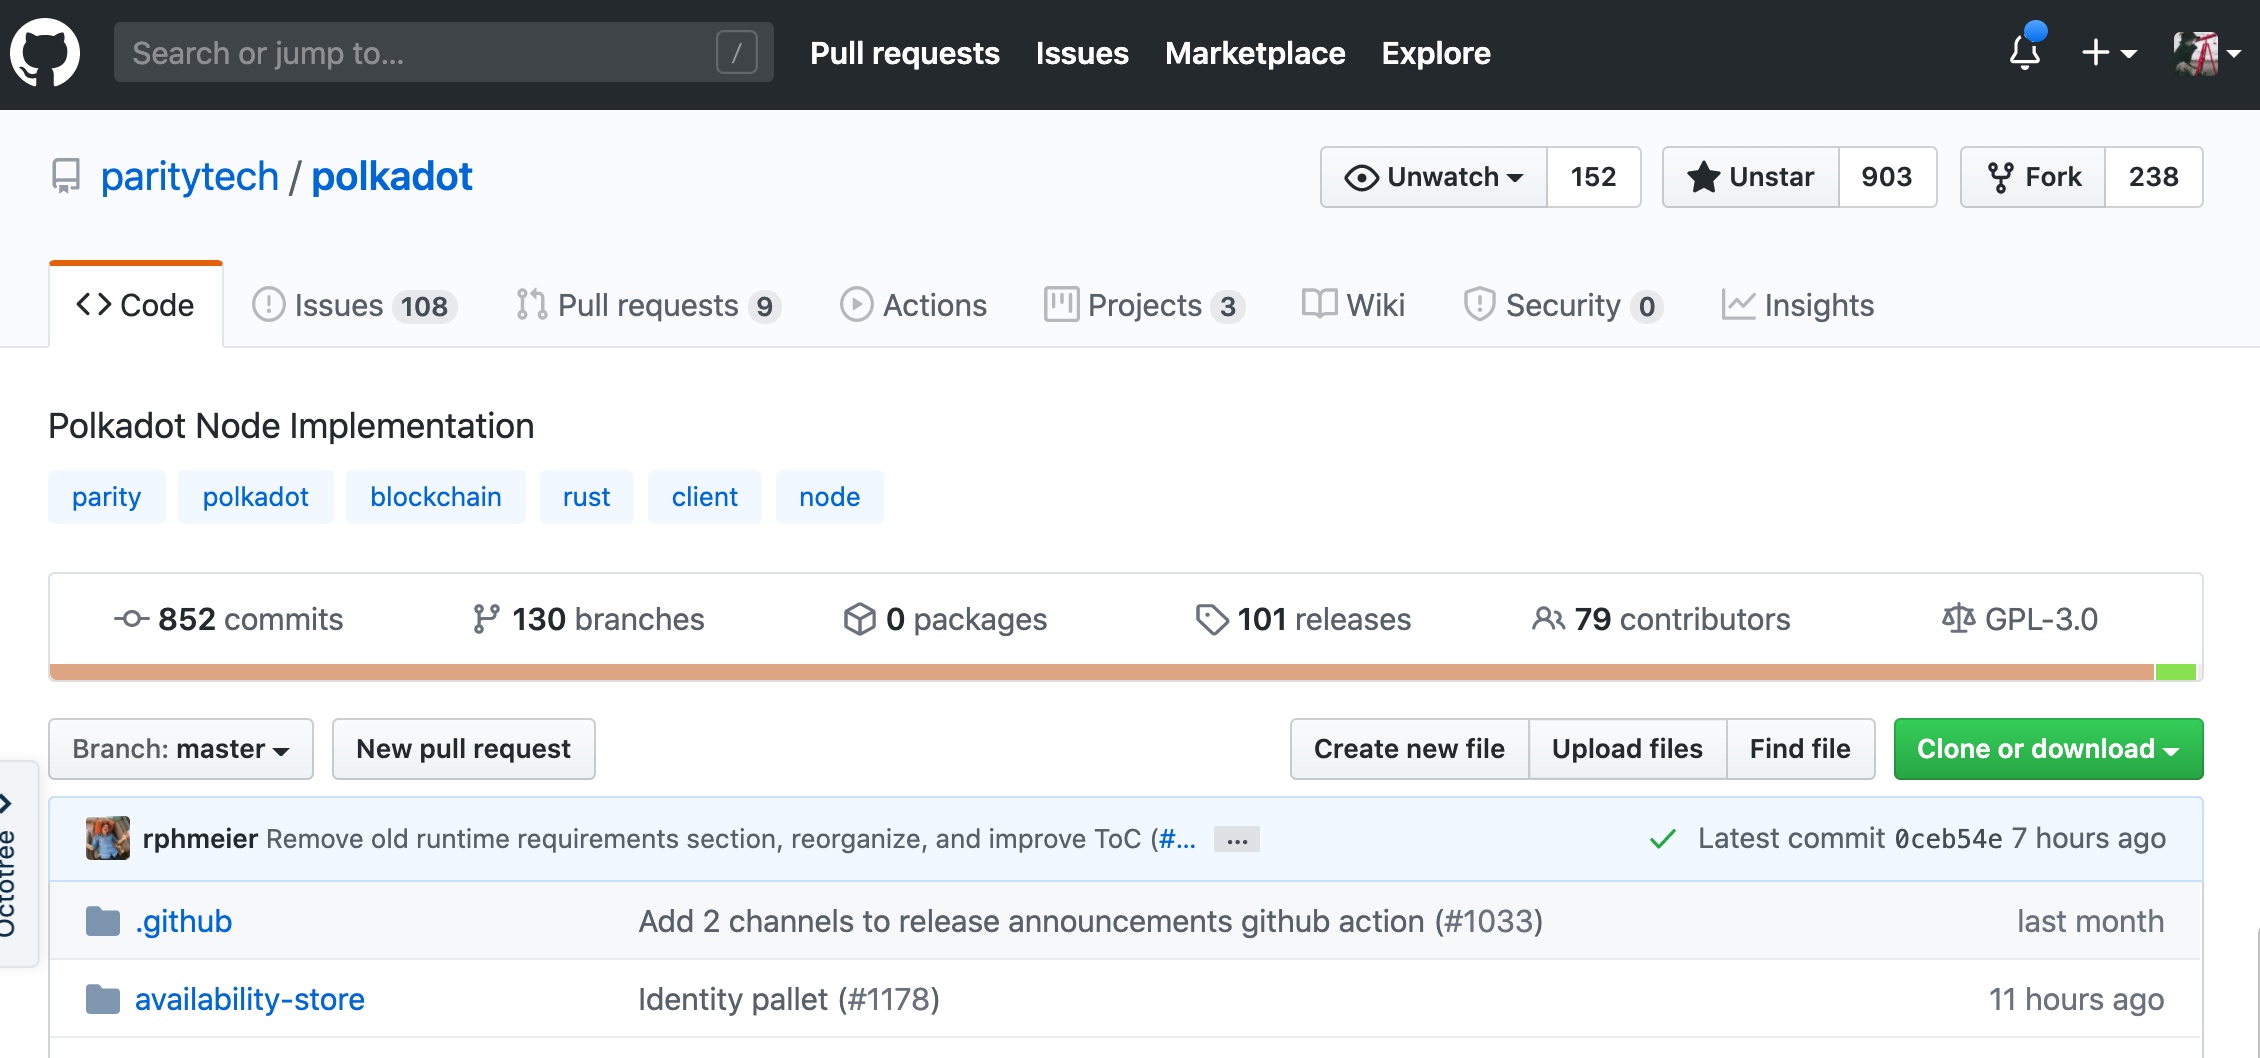 Search or jump to... / Pull requests Issues Marketplace Explore
paritytech / polkadot Unwatch 152 Unstar 903 Fork 238
Code Issues 108 Pull requests 9 Actions Projects 3 Wiki Security 0 Insights
Polkadot Node Implementation
parity polkadot blockchain rust client node
852 commits 130 branches 0 packages 101 releases 79 contributors GPL-3.0
Branch: master New pull request Create new file Upload files Find file Clone or download
rphmeier Remove old runtime requirements section, reorganize, and improve ToC (#... ... Latest commit 0ceb54e 7 hours ago
Octotree
.github Add 2 channels to release announcements github action (#1033) last month
availability-store Identity pallet (#1178) 11 hours ago